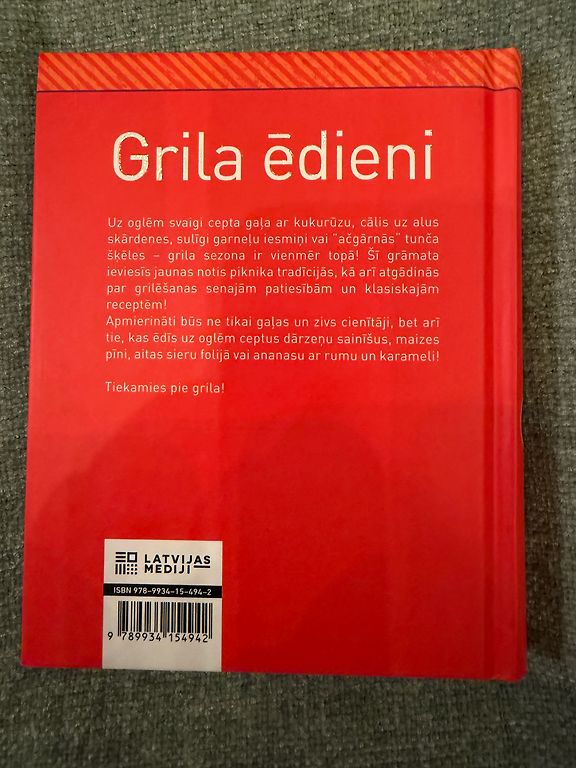 Grila ēdieni
Uz oglēm svaigi cepta gaļa ar kukurūzu, cālis uz alus
skārdenes, sulīgi garneļu iesmiņi vai "ačgārnās" tunča
šķēles – grila sezona ir vienmēr topā! Šī grāmata
ieviesīs jaunas notis piknika tradīcijās, kā arī atgādinās
par grilēšanas senajām patiesībām un klasiskajām
receptēm!
Apmierināti būs ne tikai gaļas un zivs cienītāji, bet arī
tie, kas ēdīs uz oglēm ceptus dārzeņu sainīšus, maizes
pīni, aitas sieru folijā vai ananasu ar rumu un karameli!
Tiekamies pie grila!
LATVIJAS
MEDIJI
ISBN 978-9934-15-494-2
9 789934 154942